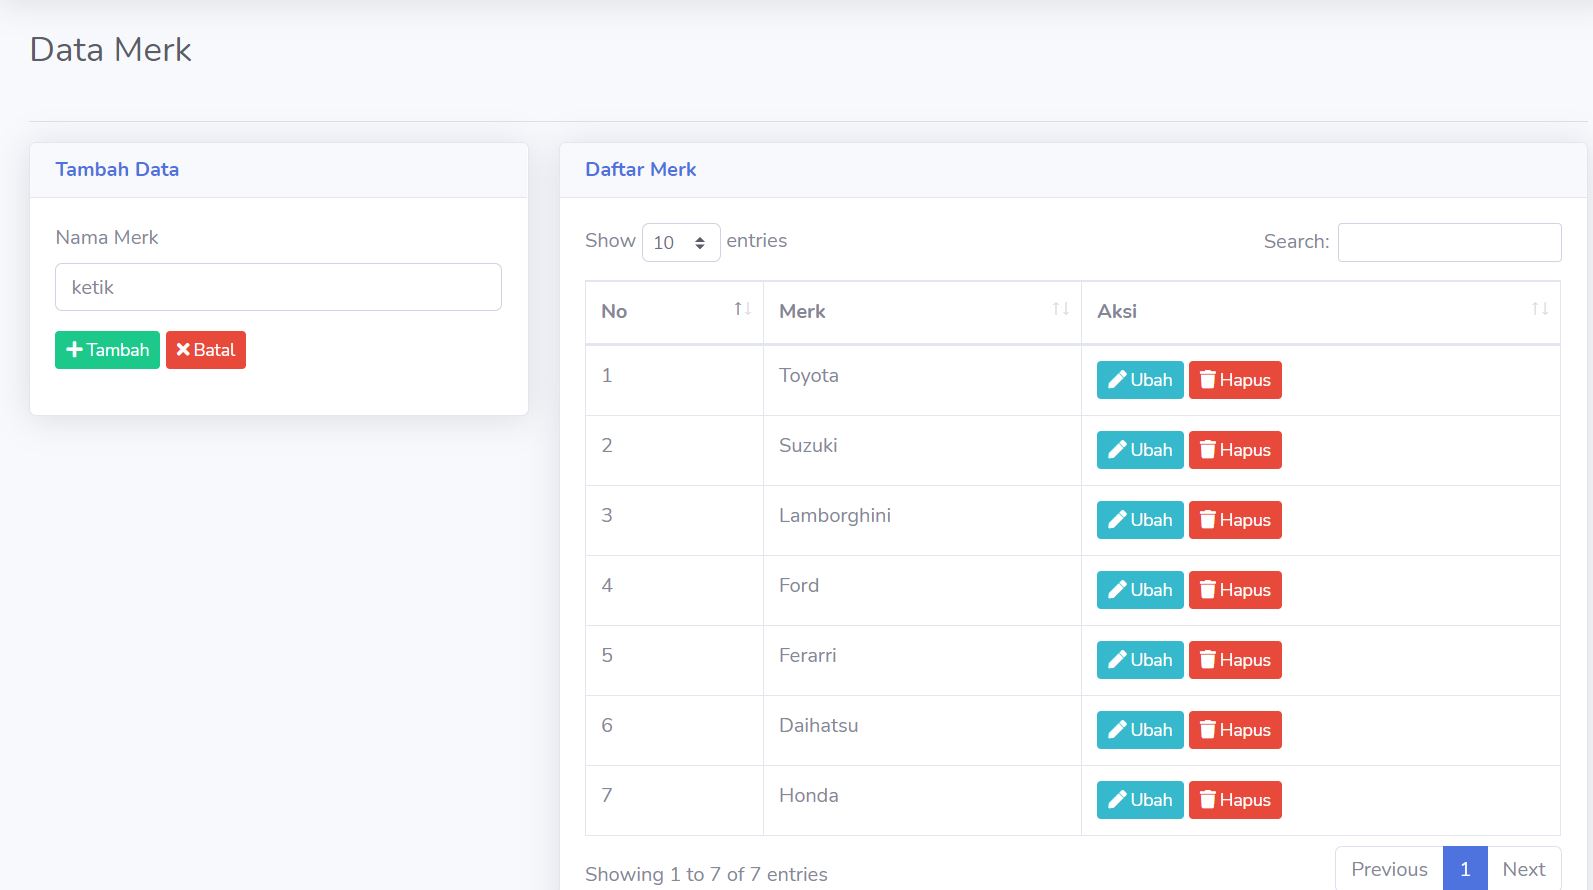 Data Merk
Tambah Data
Nama Merk
ketik
Tambah Batal
Daftar Merk
Show 10 entries Search:
No Merk Aksi
1 Toyota Ubah Hapus
2 Suzuki Ubah Hapus
3 Lamborghini Ubah Hapus
4 Ford Ubah Hapus
5 Ferarri Ubah Hapus
6 Daihatsu Ubah Hapus
7 Honda Ubah Hapus
Showing 1 to 7 of 7 entries Previous 1 Next